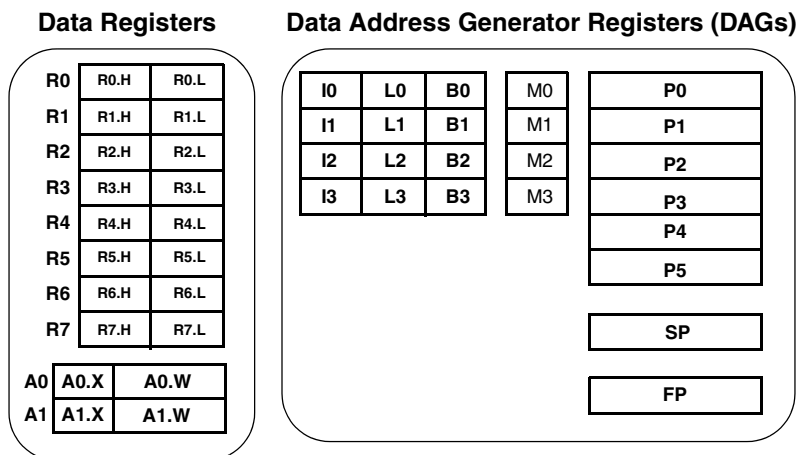 Data Registers
Data Address Generator Registers (DAGs)
R0 R0.H R0.L
R1 R1.H R1.L
R2 R2.H R2.L
R3 R3.H R3.L
R4 R4.H R4.L
R5 R5.H R5.L
R6 R6.H R6.L
R7 R7.H R7.L
A0 A0.X A0.W
A1 A1.X A1.W
I0 L0 B0 M0 P0
I1 L1 B1 M1 P1
I2 L2 B2 M2 P2
I3 L3 B3 M3 P3
P4
P5
SP
FP